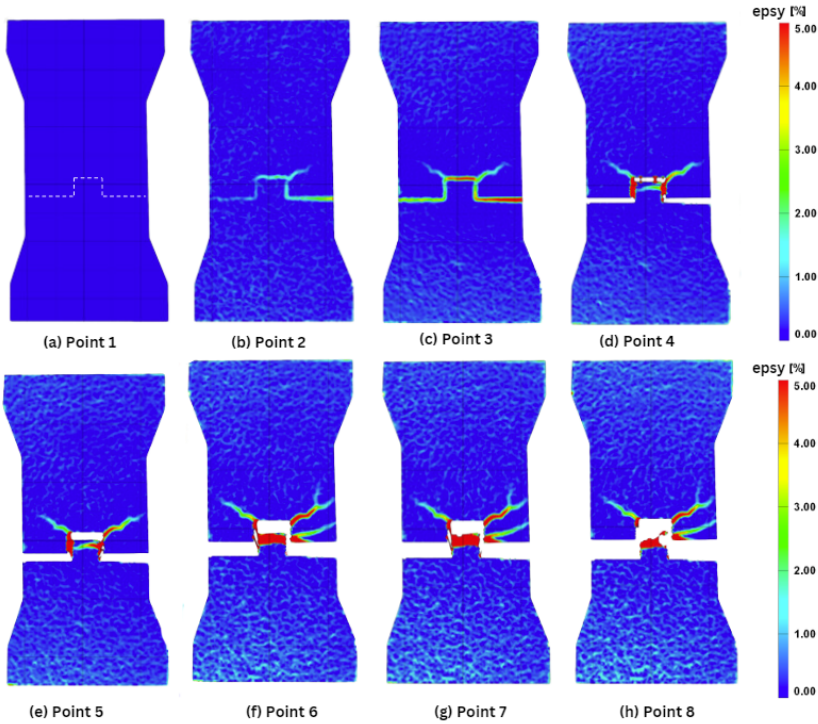 epsy [%]
5.00
4.00
3.00
2.00
1.00
0.00
(a) Point 1
(b) Point 2
(c) Point 3
(d) Point 4
epsy [%]
5.00
4.00
3.00
2.00
1.00
0.00
(e) Point 5
(f) Point 6
(g) Point 7
(h) Point 8